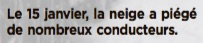 Le 15 janvier, la neige a piégé
de nombreux conducteurs.